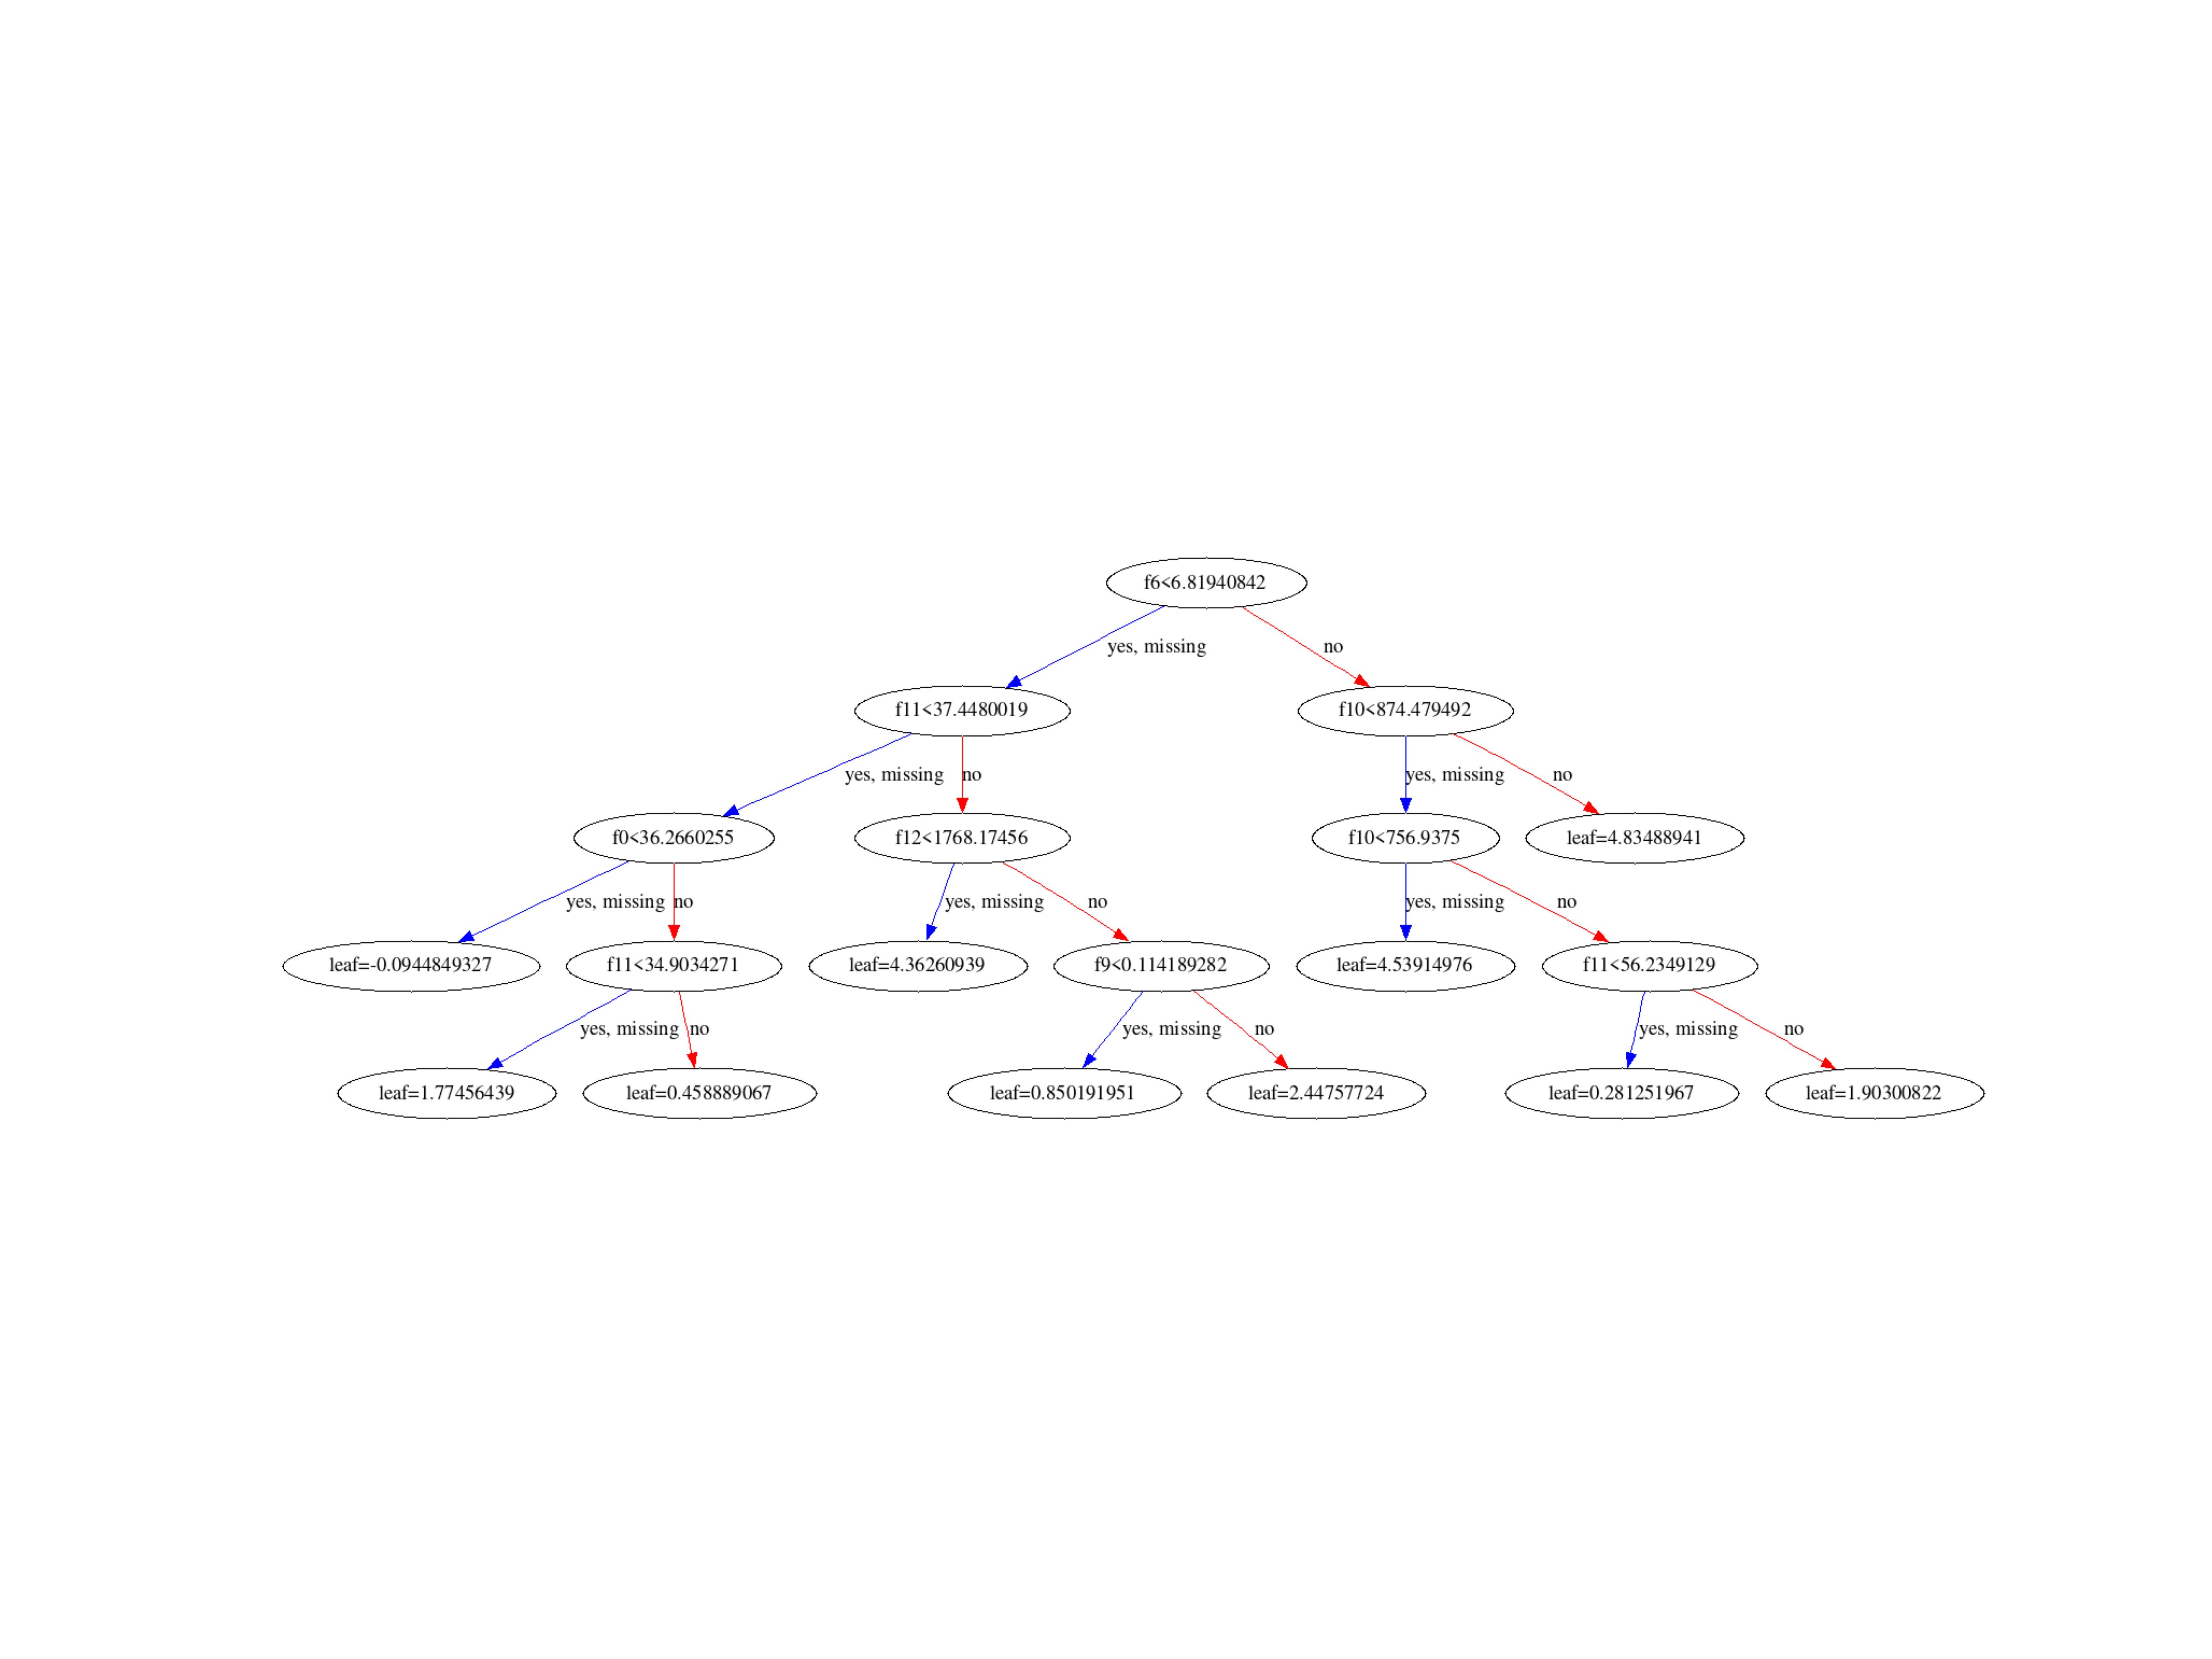 f6<6.81940842
yes, missing
no
f11<37.4480019
f10<874.479492
yes, missing
no
yes, missing
no
f0<36.2660255
f12<1768.17456
f10<756.9375
leaf=4.83488941
yes, missing
no
yes, missing
no
yes, missing
no
leaf=-0.0944849327
f11<34.9034271
leaf=4.36260939
f9<0.114189282
leaf=4.53914976
f11<56.2349129
yes, missing
no
yes, missing
no
yes, missing
no
leaf=1.77456439
leaf=0.458889067
leaf=0.850191951
leaf=2.44757724
leaf=0.281251967
leaf=1.90300822